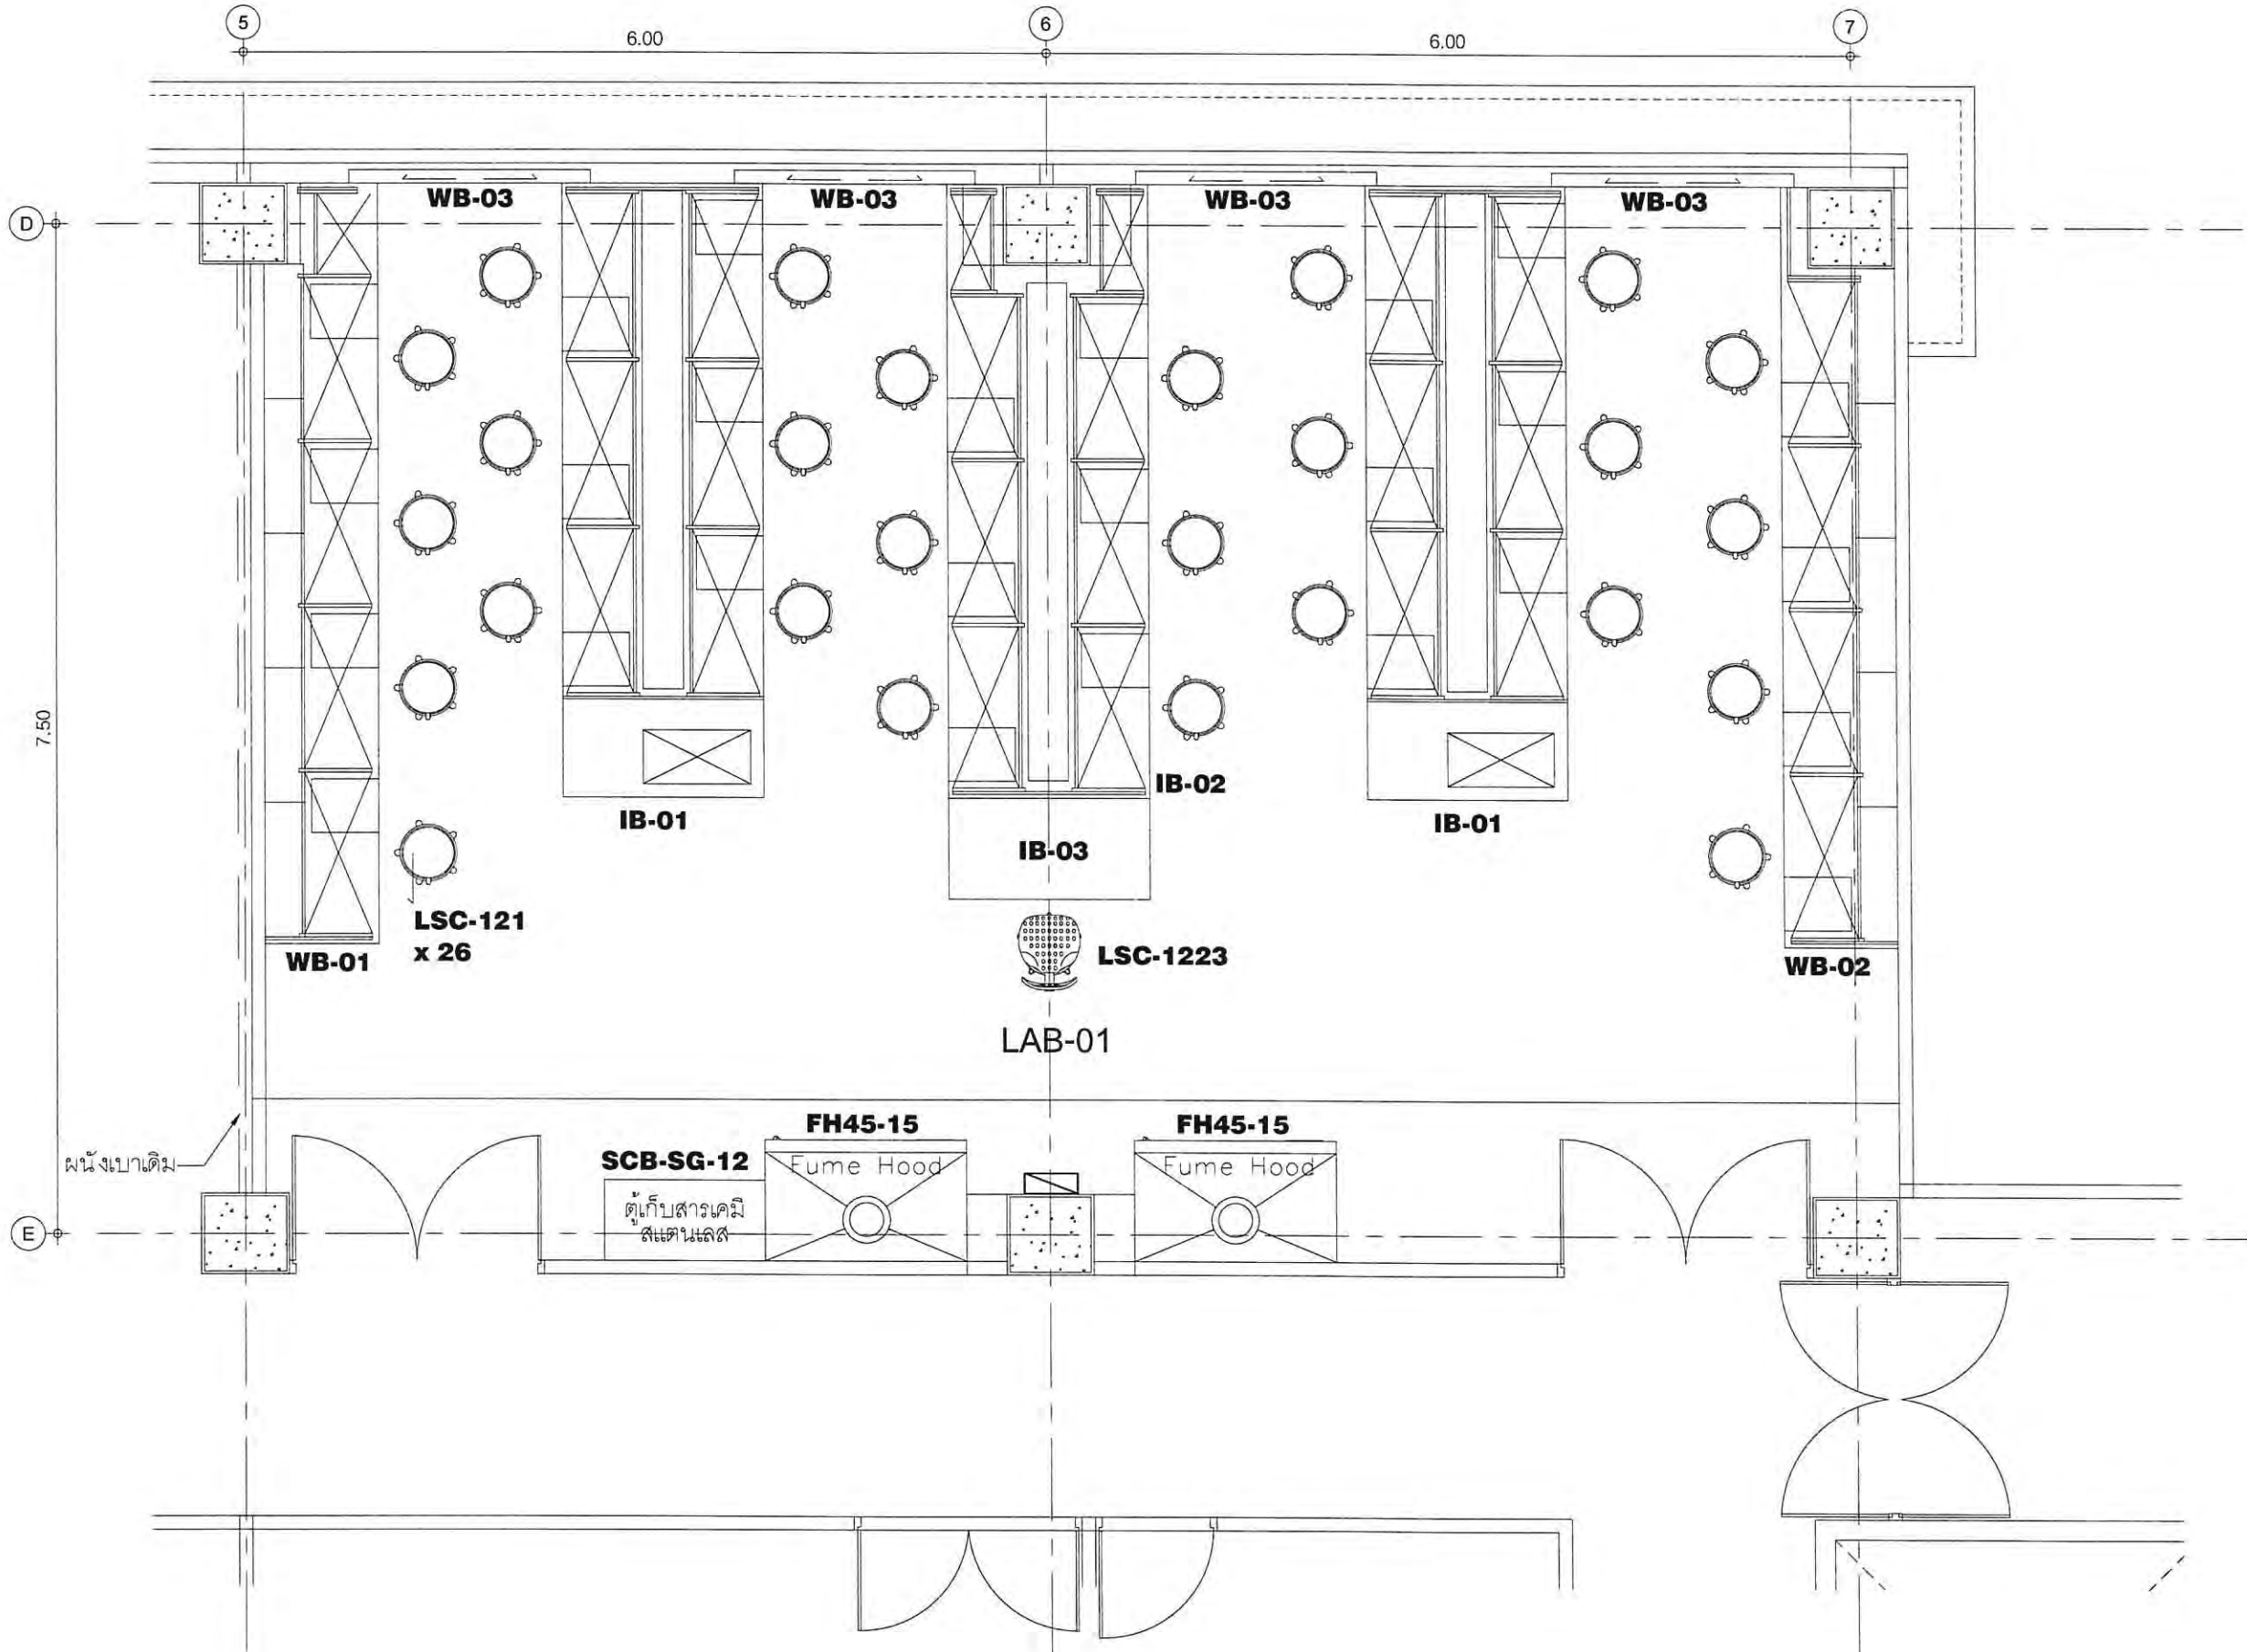 5
6
7
6.00
6.00
D
WB-03
WB-03
WB-03
WB-03
7.50
IB-01
IB-02
IB-01
IB-03
LSC-121
x 26
WB-01
LSC-1223
WB-02
LAB-01
ผนังเบาเดิม
FH45-15
FH45-15
SCB-SG-12
Fume Hood
Fume Hood
ตู้เก็บสารเคมี
สแตนเลส
E